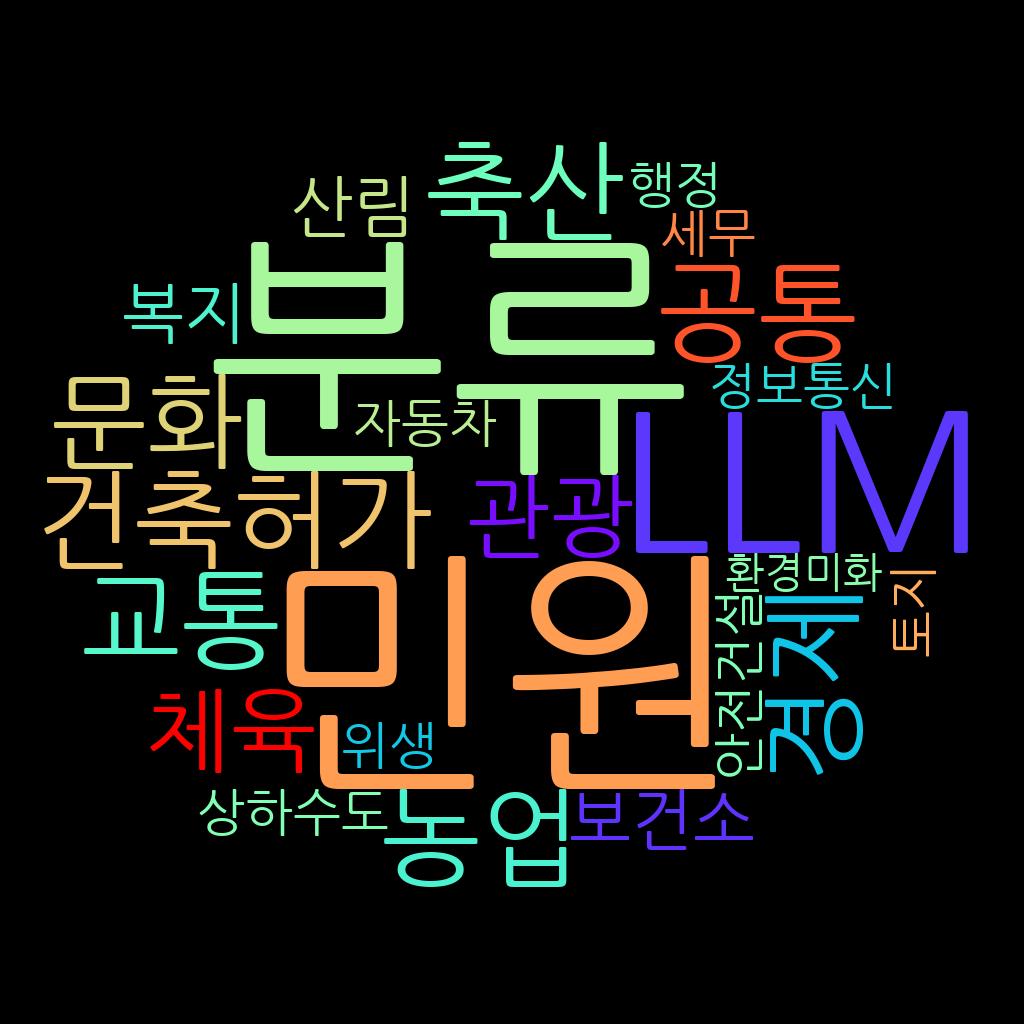 축산
행정
산림
세무
분류
공통
복지
정보통신
문화
자동차
LLM
건축허가
관광
환경미화
토지
교통
민원
안전건설
경제
체육
위생
상하수도
농업
보건소